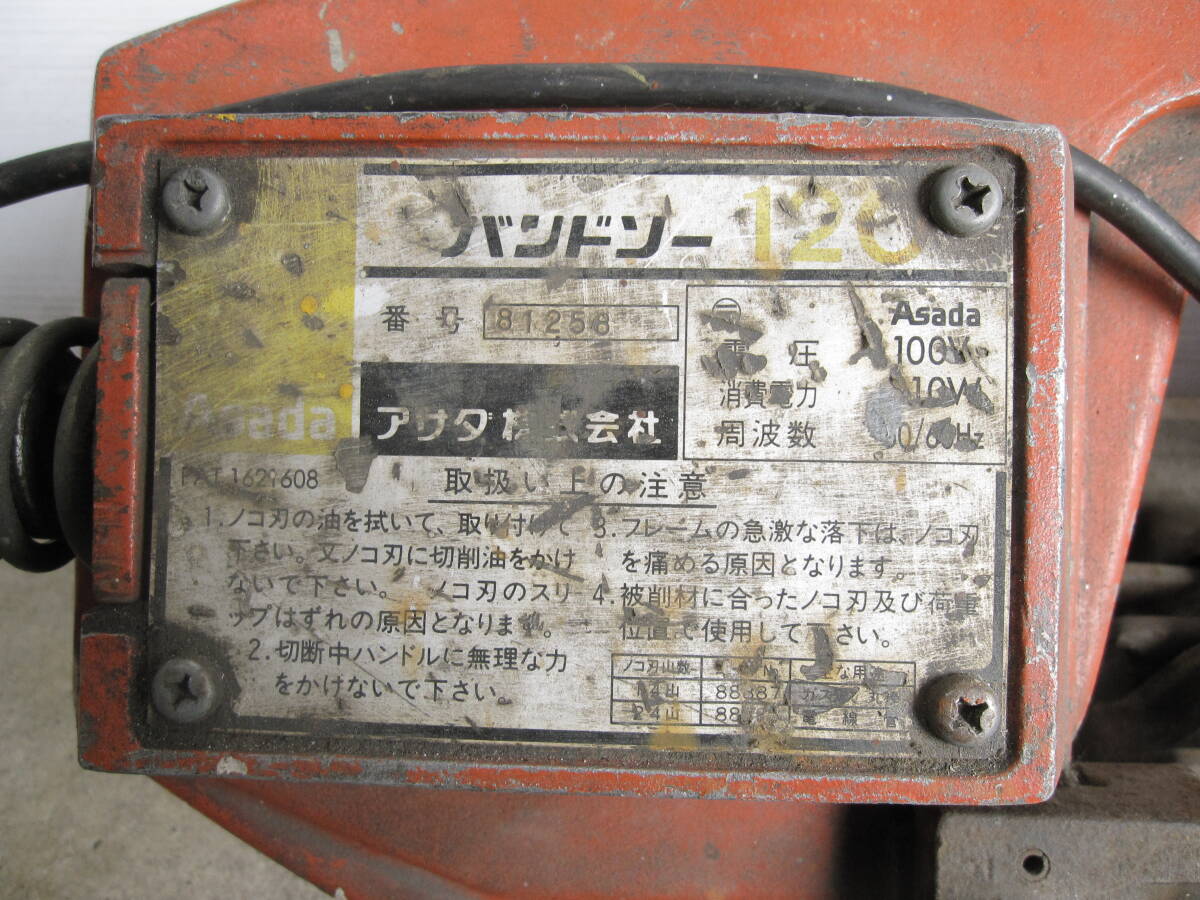 バンドソー 120
番号 81256
Asada
電圧 100V
消費電力
周波数 50/60Hz
Asada
アサダ株式会社
PAT 1629608
取扱い上の注意
1. ノコ刃の油を拭いて、取り付けて
下さい。又ノコ刃に切削油をかけ
ないで下さい。 ノコ刃のスリ
ップはずれの原因となります。
2. 切断中ハンドルに無理な力
をかけないで下さい。
3. フレームの急激な落下は、ノコ刃
を痛める原因となります。
4. 被削材に合ったノコ刃及び荷重
位置で使用して下さい。
ノコ刃山数
14山
24山 電線管